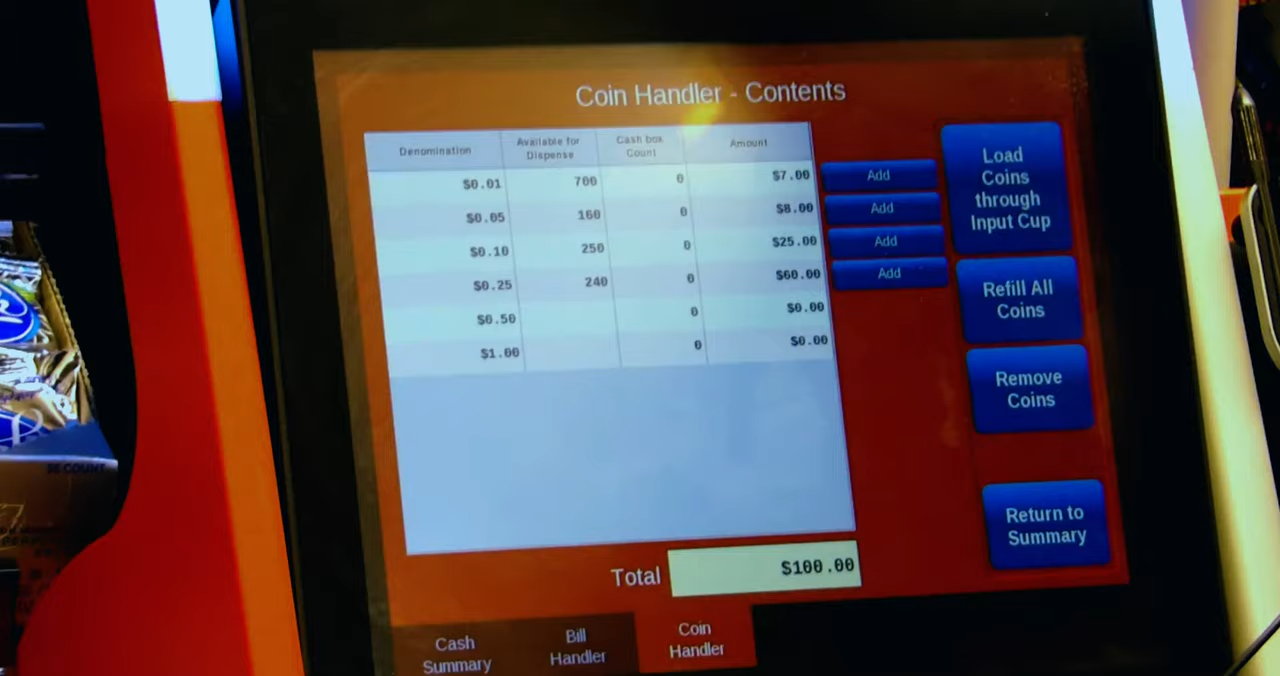 Coin Handler - Contents
Denomination
Available for
Dispense
Cash box
Count
Amount
$0.01 700 0 $7.00 Add
$0.05 160 0 $8.00 Add
$0.10 250 0 $25.00 Add
$0.25 240 0 $60.00 Add
$0.50 0 $0.00
$1.00 0 $0.00
Load
Coins
through
Input Cup
Refill All
Coins
Remove
Coins
Return to
Summary
Total $100.00
Cash
Summary
Bill
Handler
Coin
Handler
COUNT